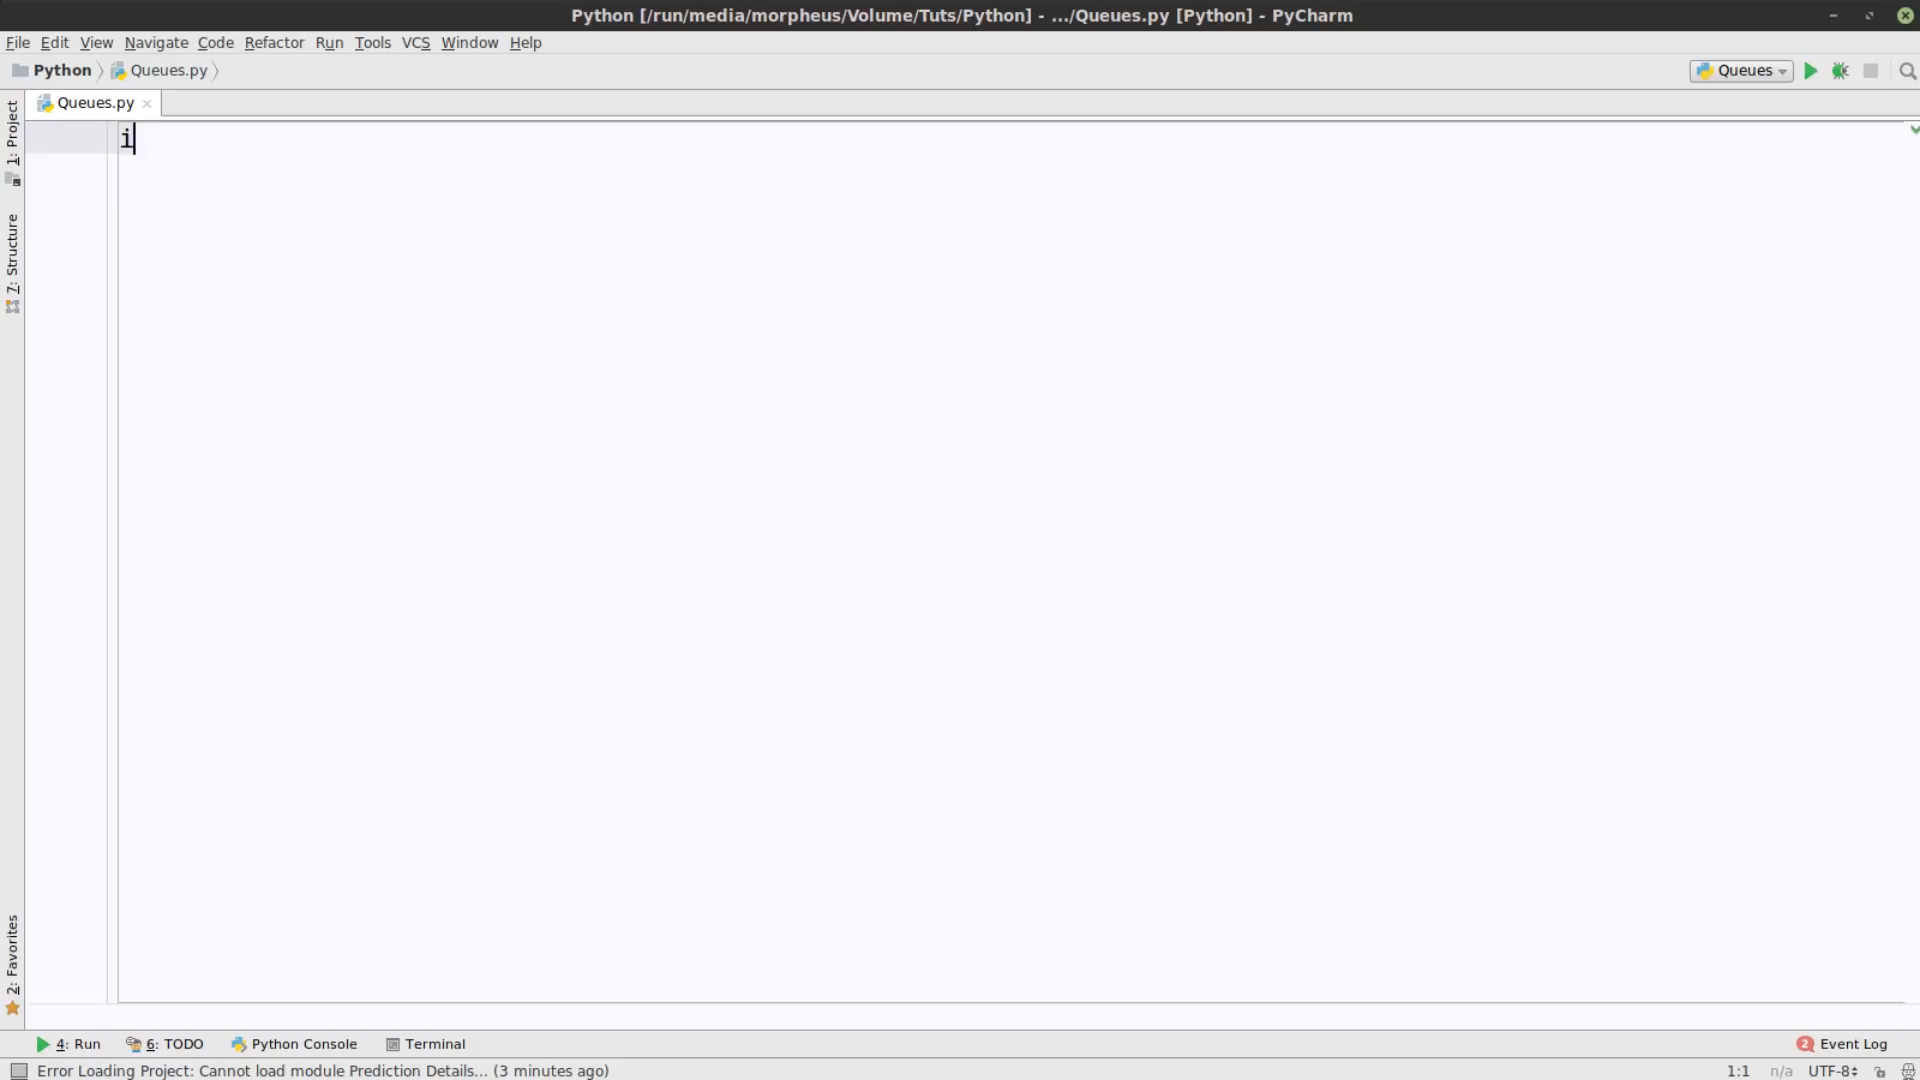 Python [/run/media/morpheus/Volume/Tuts/Python] - .../Queues.py [Python] - PyCharm
File Edit View Navigate Code Refactor Run Tools VCS Window Help
Python Queues.py Queues
Queues.py
1: Project
i
7: Structure
2: Favorites
4: Run 6: TODO Python Console Terminal 2 Event Log
Error Loading Project: Cannot load module Prediction Details... (3 minutes ago) 1:1 n/a UTF-8